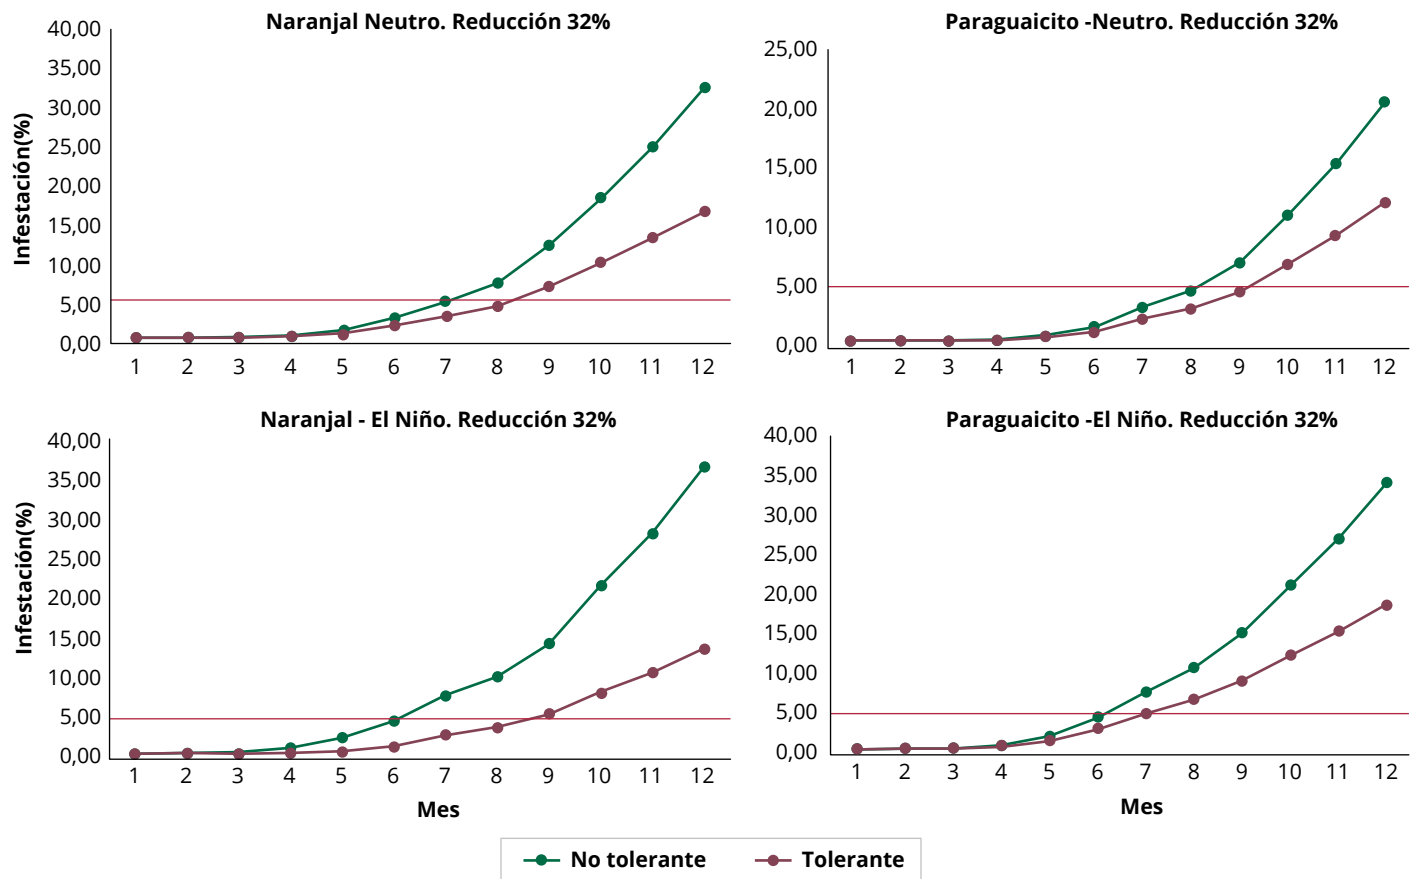 Naranjal Neutro. Reducción 32%
Infestación(%)
40,00
35,00
30,00
25,00
20,00
15,00
10,00
5,00
0,00
1 2 3 4 5 6 7 8 9 10 11 12
Paraguaicito -Neutro. Reducción 32%
25,00
20,00
15,00
10,00
5,00
0,00
1 2 3 4 5 6 7 8 9 10 11 12
Naranjal - El Niño. Reducción 32%
Infestación(%)
40,00
35,00
30,00
25,00
20,00
15,00
10,00
5,00
0,00
1 2 3 4 5 6 7 8 9 10 11 12
Mes
Paraguaicito -El Niño. Reducción 32%
40,00
35,00
30,00
25,00
20,00
15,00
10,00
5,00
0,00
1 2 3 4 5 6 7 8 9 10 11 12
Mes
No tolerante Tolerante